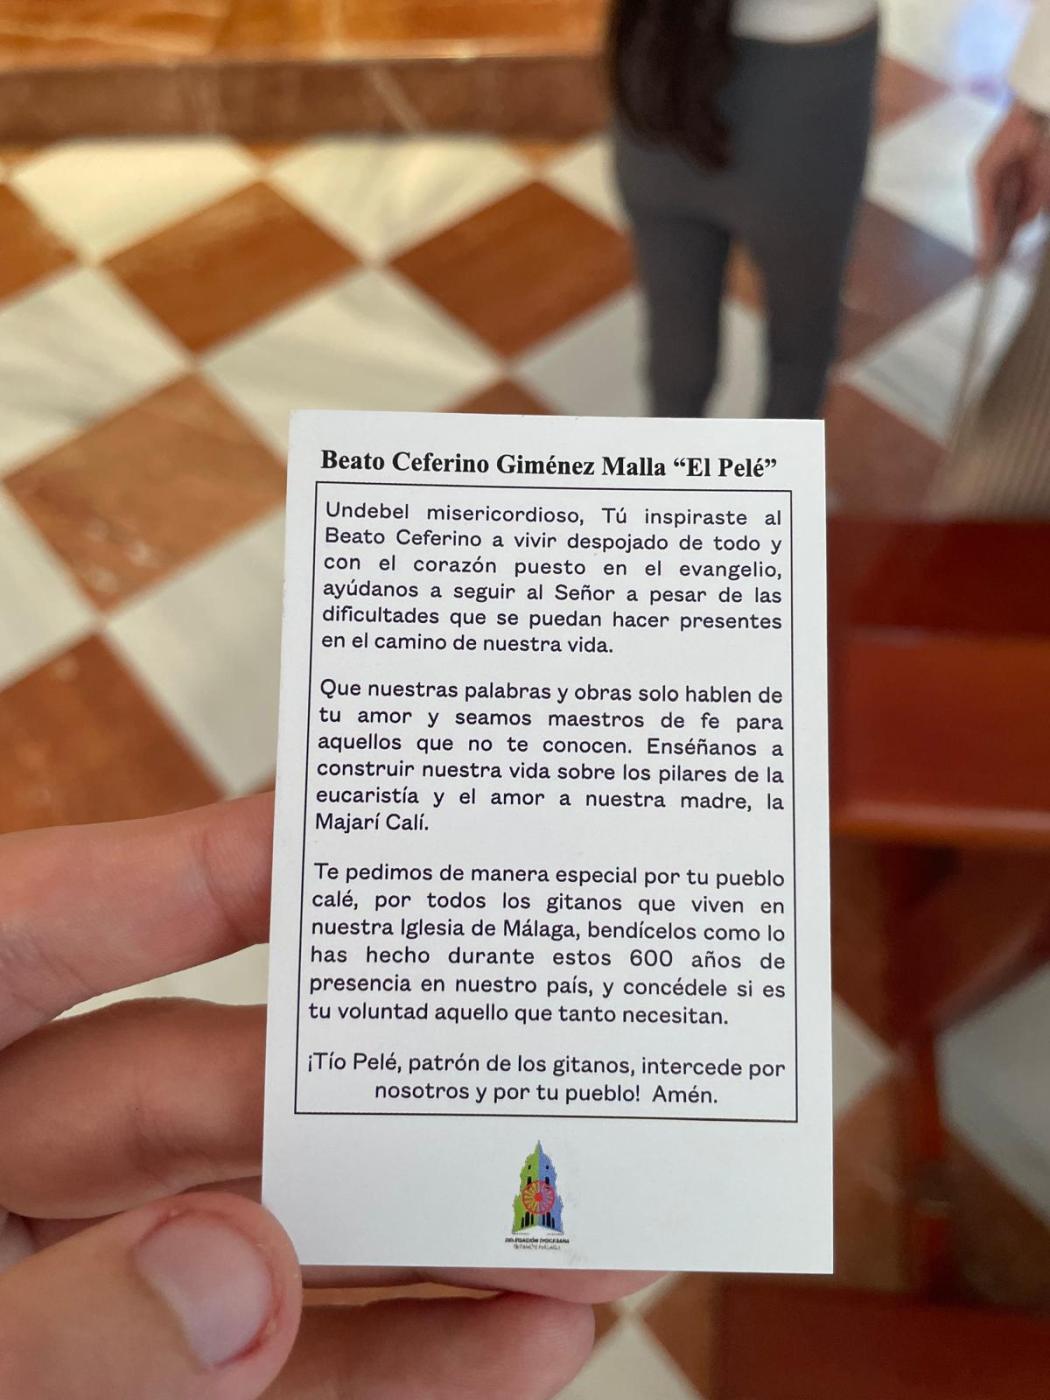 Beato Ceferino Giménez Malla “El Pelé”
Undebel misericordioso, Tú inspiraste al
Beato Ceferino a vivir despojado de todo y
con el corazón puesto en el evangelio,
ayúdanos a seguir al Señor a pesar de las
dificultades que se puedan hacer presentes
en el camino de nuestra vida.
Que nuestras palabras y obras solo hablen de
tu amor y seamos maestros de fe para
aquellos que no te conocen. Enséñanos a
construir nuestra vida sobre los pilares de la
eucaristía y el amor a nuestra madre, la
Majarí Calí.
Te pedimos de manera especial por tu pueblo
calé, por todos los gitanos que viven en
nuestra Iglesia de Málaga, bendícelos como lo
has hecho durante estos 600 años de
presencia en nuestro país, y concédele si es
tu voluntad aquello que tanto necesitan.
¡Tío Pelé, patrón de los gitanos, intercede por
nosotros y por tu pueblo! Amén.
DELEGACIÓN DIOCESANA